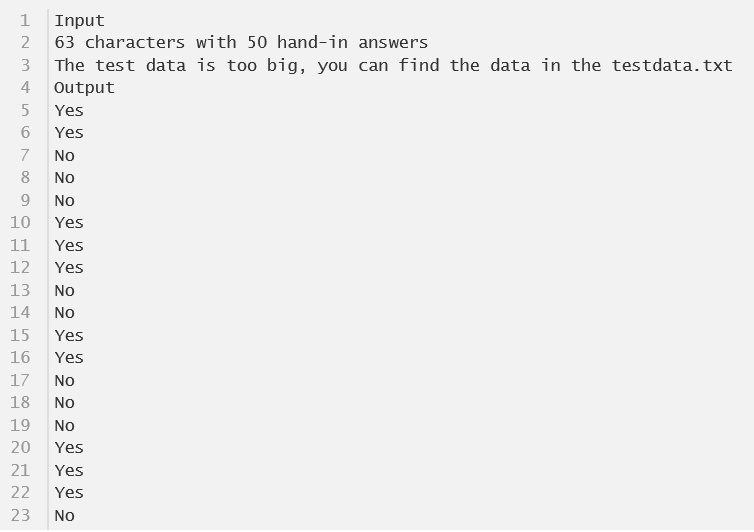 1 Input
2 63 characters with 50 hand-in answers
3 The test data is too big, you can find the data in the testdata.txt
4 Output
5 Yes
6 Yes
7 No
8 No
9 No
10 Yes
11 Yes
12 Yes
13 No
14 No
15 Yes
16 Yes
17 No
18 No
19 No
20 Yes
21 Yes
22 Yes
23 No